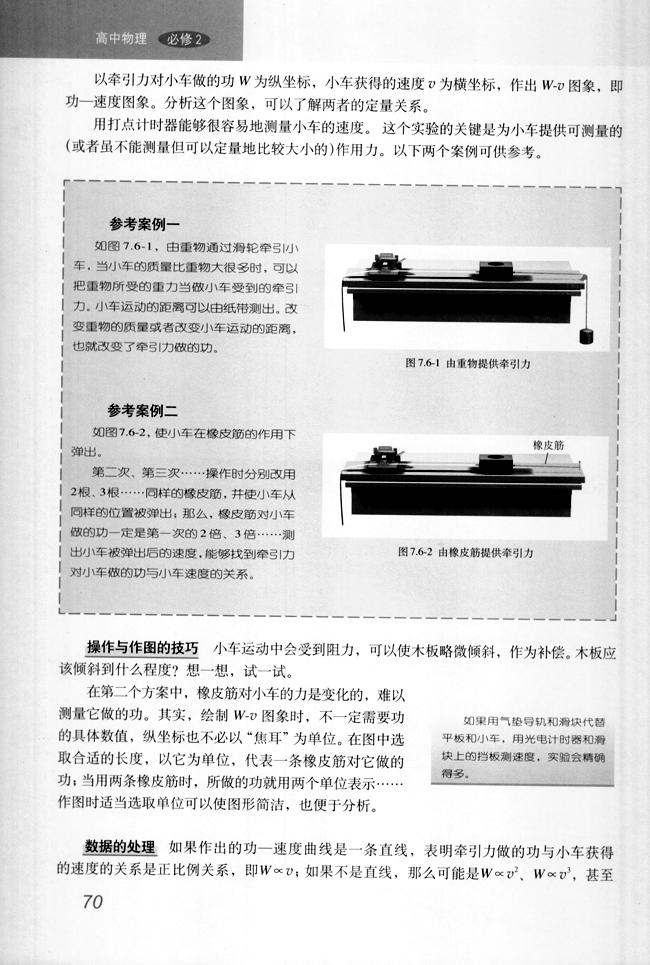 高中物理 必修2
以牵引力对小车做的功 W 为纵坐标，小车获得的速度 v 为横坐标，作出 W-v 图象，即
功—速度图象。分析这个图象，可以了解两者的定量关系。
用打点计时器能够很容易地测量小车的速度。 这个实验的关键是为小车提供可测量的
(或者虽不能测量但可以定量地比较大小的)作用力。以下两个案例可供参考。
参考案例一
如图 7.6-1，由重物通过滑轮牵引小
车，当小车的质量比重物大很多时，可以
把重物所受的重力当做小车受到的牵引
力。小车运动的距离可以由纸带测出。改
变重物的质量或者改变小车运动的距离，
也就改变了牵引力做的功。
图 7.6-1 由重物提供牵引力
参考案例二
如图7.6-2，使小车在橡皮筋的作用下
弹出。
第二次、第三次……操作时分别改用
2根、3根……同样的橡皮筋，并使小车从
同样的位置被弹出；那么，橡皮筋对小车
做的功一定是第一次的 2 倍、3 倍……测
出小车被弹出后的速度，能够找到牵引力
对小车做的功与小车速度的关系。
橡皮筋
图 7.6-2 由橡皮筋提供牵引力
操作与作图的技巧 小车运动中会受到阻力，可以使木板略微倾斜，作为补偿。木板应
该倾斜到什么程度？想一想，试一试。
在第二个方案中，橡皮筋对小车的力是变化的，难以
测量它做的功。其实，绘制 W-v 图象时，不一定需要功
的具体数值，纵坐标也不必以“焦耳”为单位。在图中选
取合适的长度，以它为单位，代表一条橡皮筋对它做的
功；当用两条橡皮筋时，所做的功就用两个单位表示……
作图时适当选取单位可以使图形简洁，也便于分析。
如果用气垫导轨和滑块代替
平板和小车，用光电计时器和滑
块上的挡板测速度，实验会精确
得多。
数据的处理 如果作出的功—速度曲线是一条直线，表明牵引力做的功与小车获得
的速度的关系是正比例关系，即W∝v；如果不是直线，那么可能是W∝v²、W∝v³，甚至
70